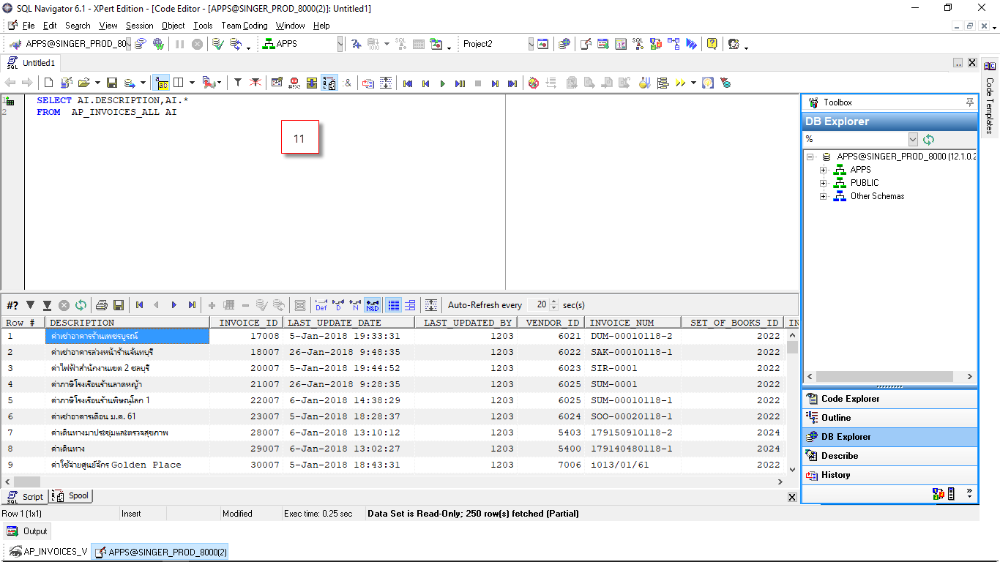 SQL Navigator 6.1 - XPert Edition - [Code Editor - [APPS@SINGER_PROD_8000(2)]: Untitled1]
File Edit Search View Session Object Tools Team Coding Window Help
APPS@SINGER_PROD_80 APPS Project2
Untitled1
1 SELECT AI.DESCRIPTION,AI.*
2 FROM AP_INVOICES_ALL AI
11
Toolbox
DB Explorer
%
APPS@SINGER_PROD_8000 (12.1.0.2
APPS
PUBLIC
Other Schemas
Code Explorer
Outline
DB Explorer
Describe
History
Code Templates
#? Def D N N&D Auto-Refresh every 20 sec(s)
Row # DESCRIPTION INVOICE_ID LAST_UPDATE_DATE LAST_UPDATED_BY VENDOR_ID INVOICE_NUM SET_OF_BOOKS_ID IN
1 ค่าเช่าอาคารร้านเพชรบูรณ์ 17008 5-Jan-2018 19:33:31 1203 6021 DUM-00010118-2 2022
2 ค่าเช่าอาคารล่วงหน้าร้านจันทบุรี 18007 26-Jan-2018 9:48:35 1203 6022 SAK-00010118-1 2022
3 ค่าไฟฟ้าสำนักงานเขต 2 ชลบุรี 20007 5-Jan-2018 19:44:52 1203 6023 SIR-0001 2022
4 ค่าภาษีโรงเรือนร้านลาดหญ้า 21007 26-Jan-2018 9:28:35 1203 6025 SUM-0001 2022
5 ค่าภาษีโรงเรือนร้านพิษณุโลก 1 22007 6-Jan-2018 14:38:29 1203 6025 SUM-00010118-1 2022
6 ค่าเช่าอาคารเดือน ม.ค. 61 23007 5-Jan-2018 18:28:37 1203 6024 SOO-00020118-1 2022
7 ค่าเดินทางมาประชุมและตรวจสุขภาพ 28007 6-Jan-2018 13:10:12 1203 5403 179150910118-2 2024
8 ค่าเดินทาง 29007 6-Jan-2018 13:02:27 1203 5400 179140480118-1 2024
9 ค่าใช้จ่ายศูนย์จักร Golden Place 30007 5-Jan-2018 18:43:31 1203 7006 i013/01/61 2022
Script Spool
Row 1 (1x1) Insert Modified Exec time: 0.25 sec Data Set is Read-Only; 250 row(s) fetched (Partial)
Output
AP_INVOICES_V APPS@SINGER_PROD_8000(2)